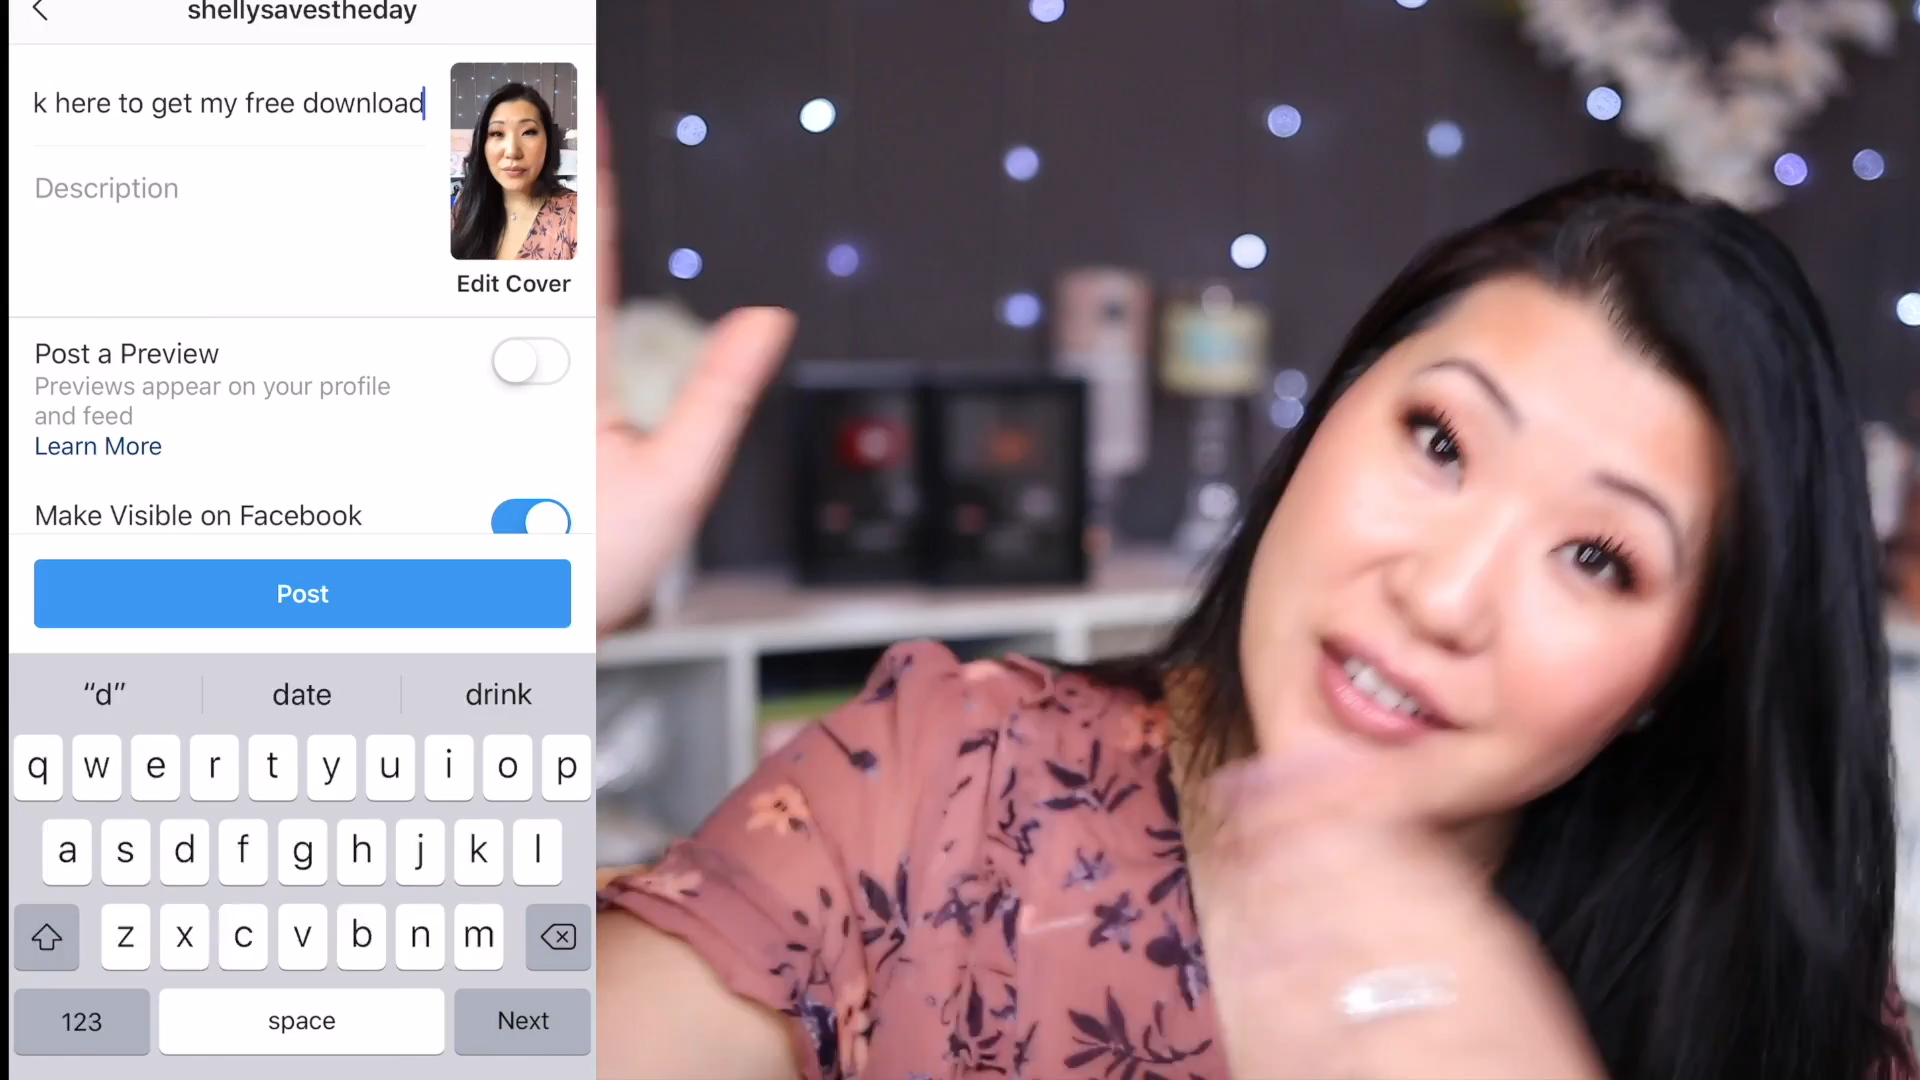 shellysavestheday
k here to get my free download
Description
Edit Cover
Post a Preview
Previews appear on your profile
and feed
Learn More
Make Visible on Facebook
Post
“d” date drink
q w e r t y u i o p
a s d f g h j k l
z x c v b n m
123 space Next